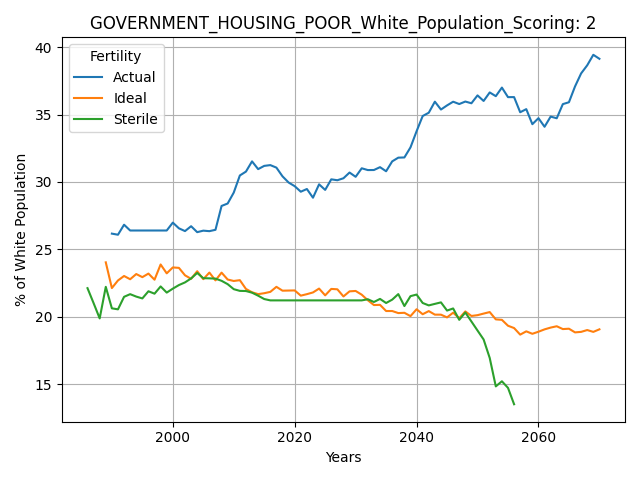 GOVERNMENT_HOUSING_POOR_White_Population_Scoring: 2
Fertility
Actual
Ideal
Sterile
% of White Population
40
35
30
25
20
15
2000 2020 2040 2060
Years